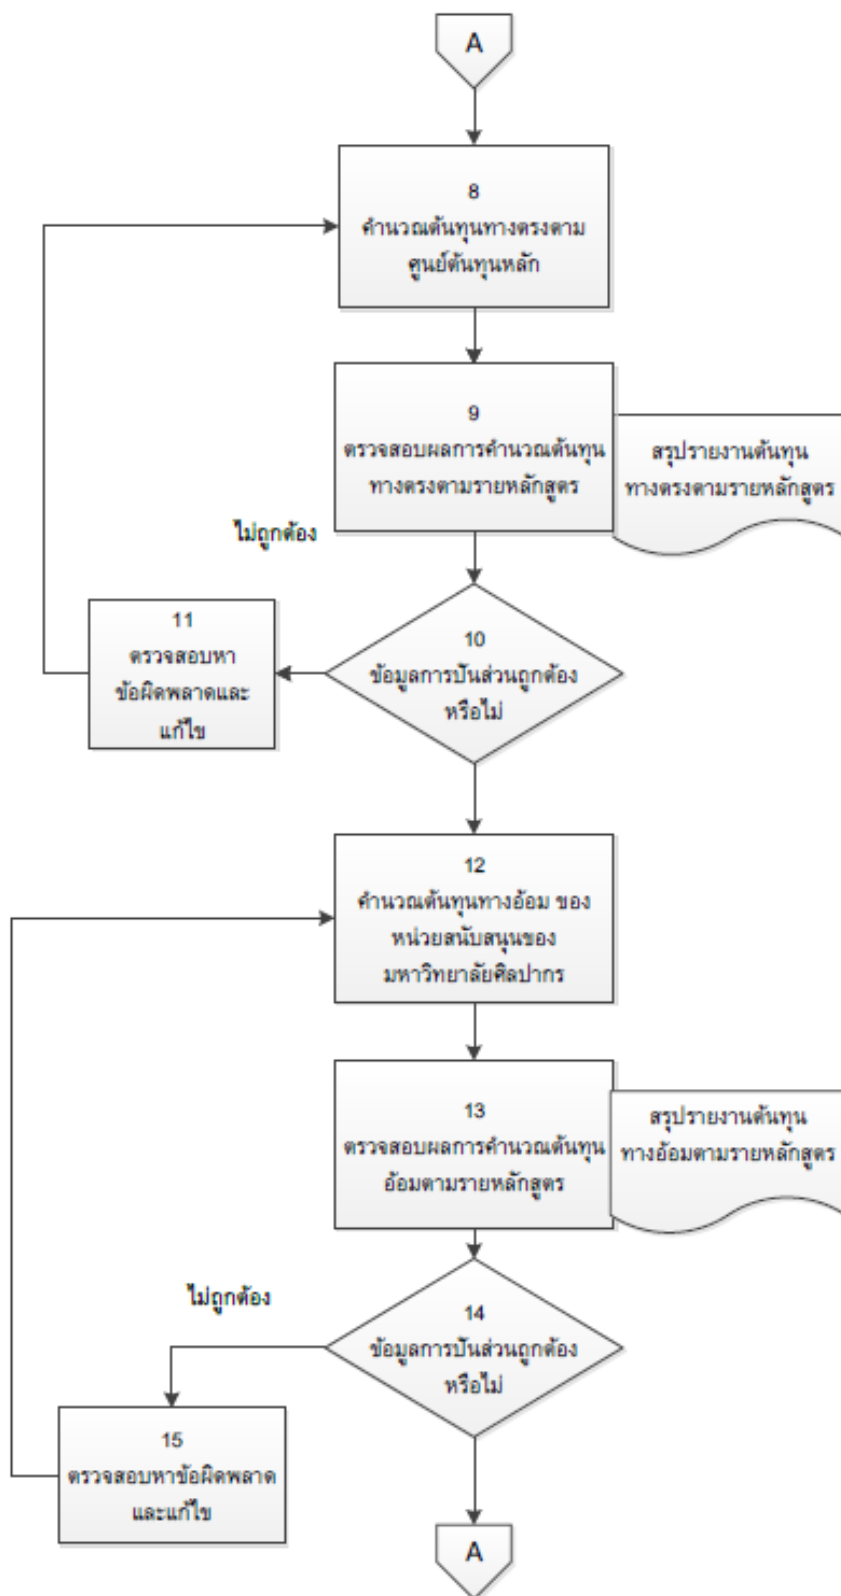 A
8
คำนวณต้นทุนทางตรงตาม
ศูนย์ต้นทุนหลัก
9
ตรวจสอบผลการคำนวณต้นทุน
ทางตรงตามรายหลักสูตร
สรุปรายงานต้นทุน
ทางตรงตามรายหลักสูตร
ไม่ถูกต้อง
10
ข้อมูลการปันส่วนถูกต้อง
หรือไม่
11
ตรวจสอบหา
ข้อผิดพลาดและ
แก้ไข
12
คำนวณต้นทุนทางอ้อม ของ
หน่วยสนับสนุนของ
มหาวิทยาลัยศิลปากร
13
ตรวจสอบผลการคำนวณต้นทุน
อ้อมตามรายหลักสูตร
สรุปรายงานต้นทุน
ทางอ้อมตามรายหลักสูตร
ไม่ถูกต้อง
14
ข้อมูลการปันส่วนถูกต้อง
หรือไม่
15
ตรวจสอบหาข้อผิดพลาด
และแก้ไข
A